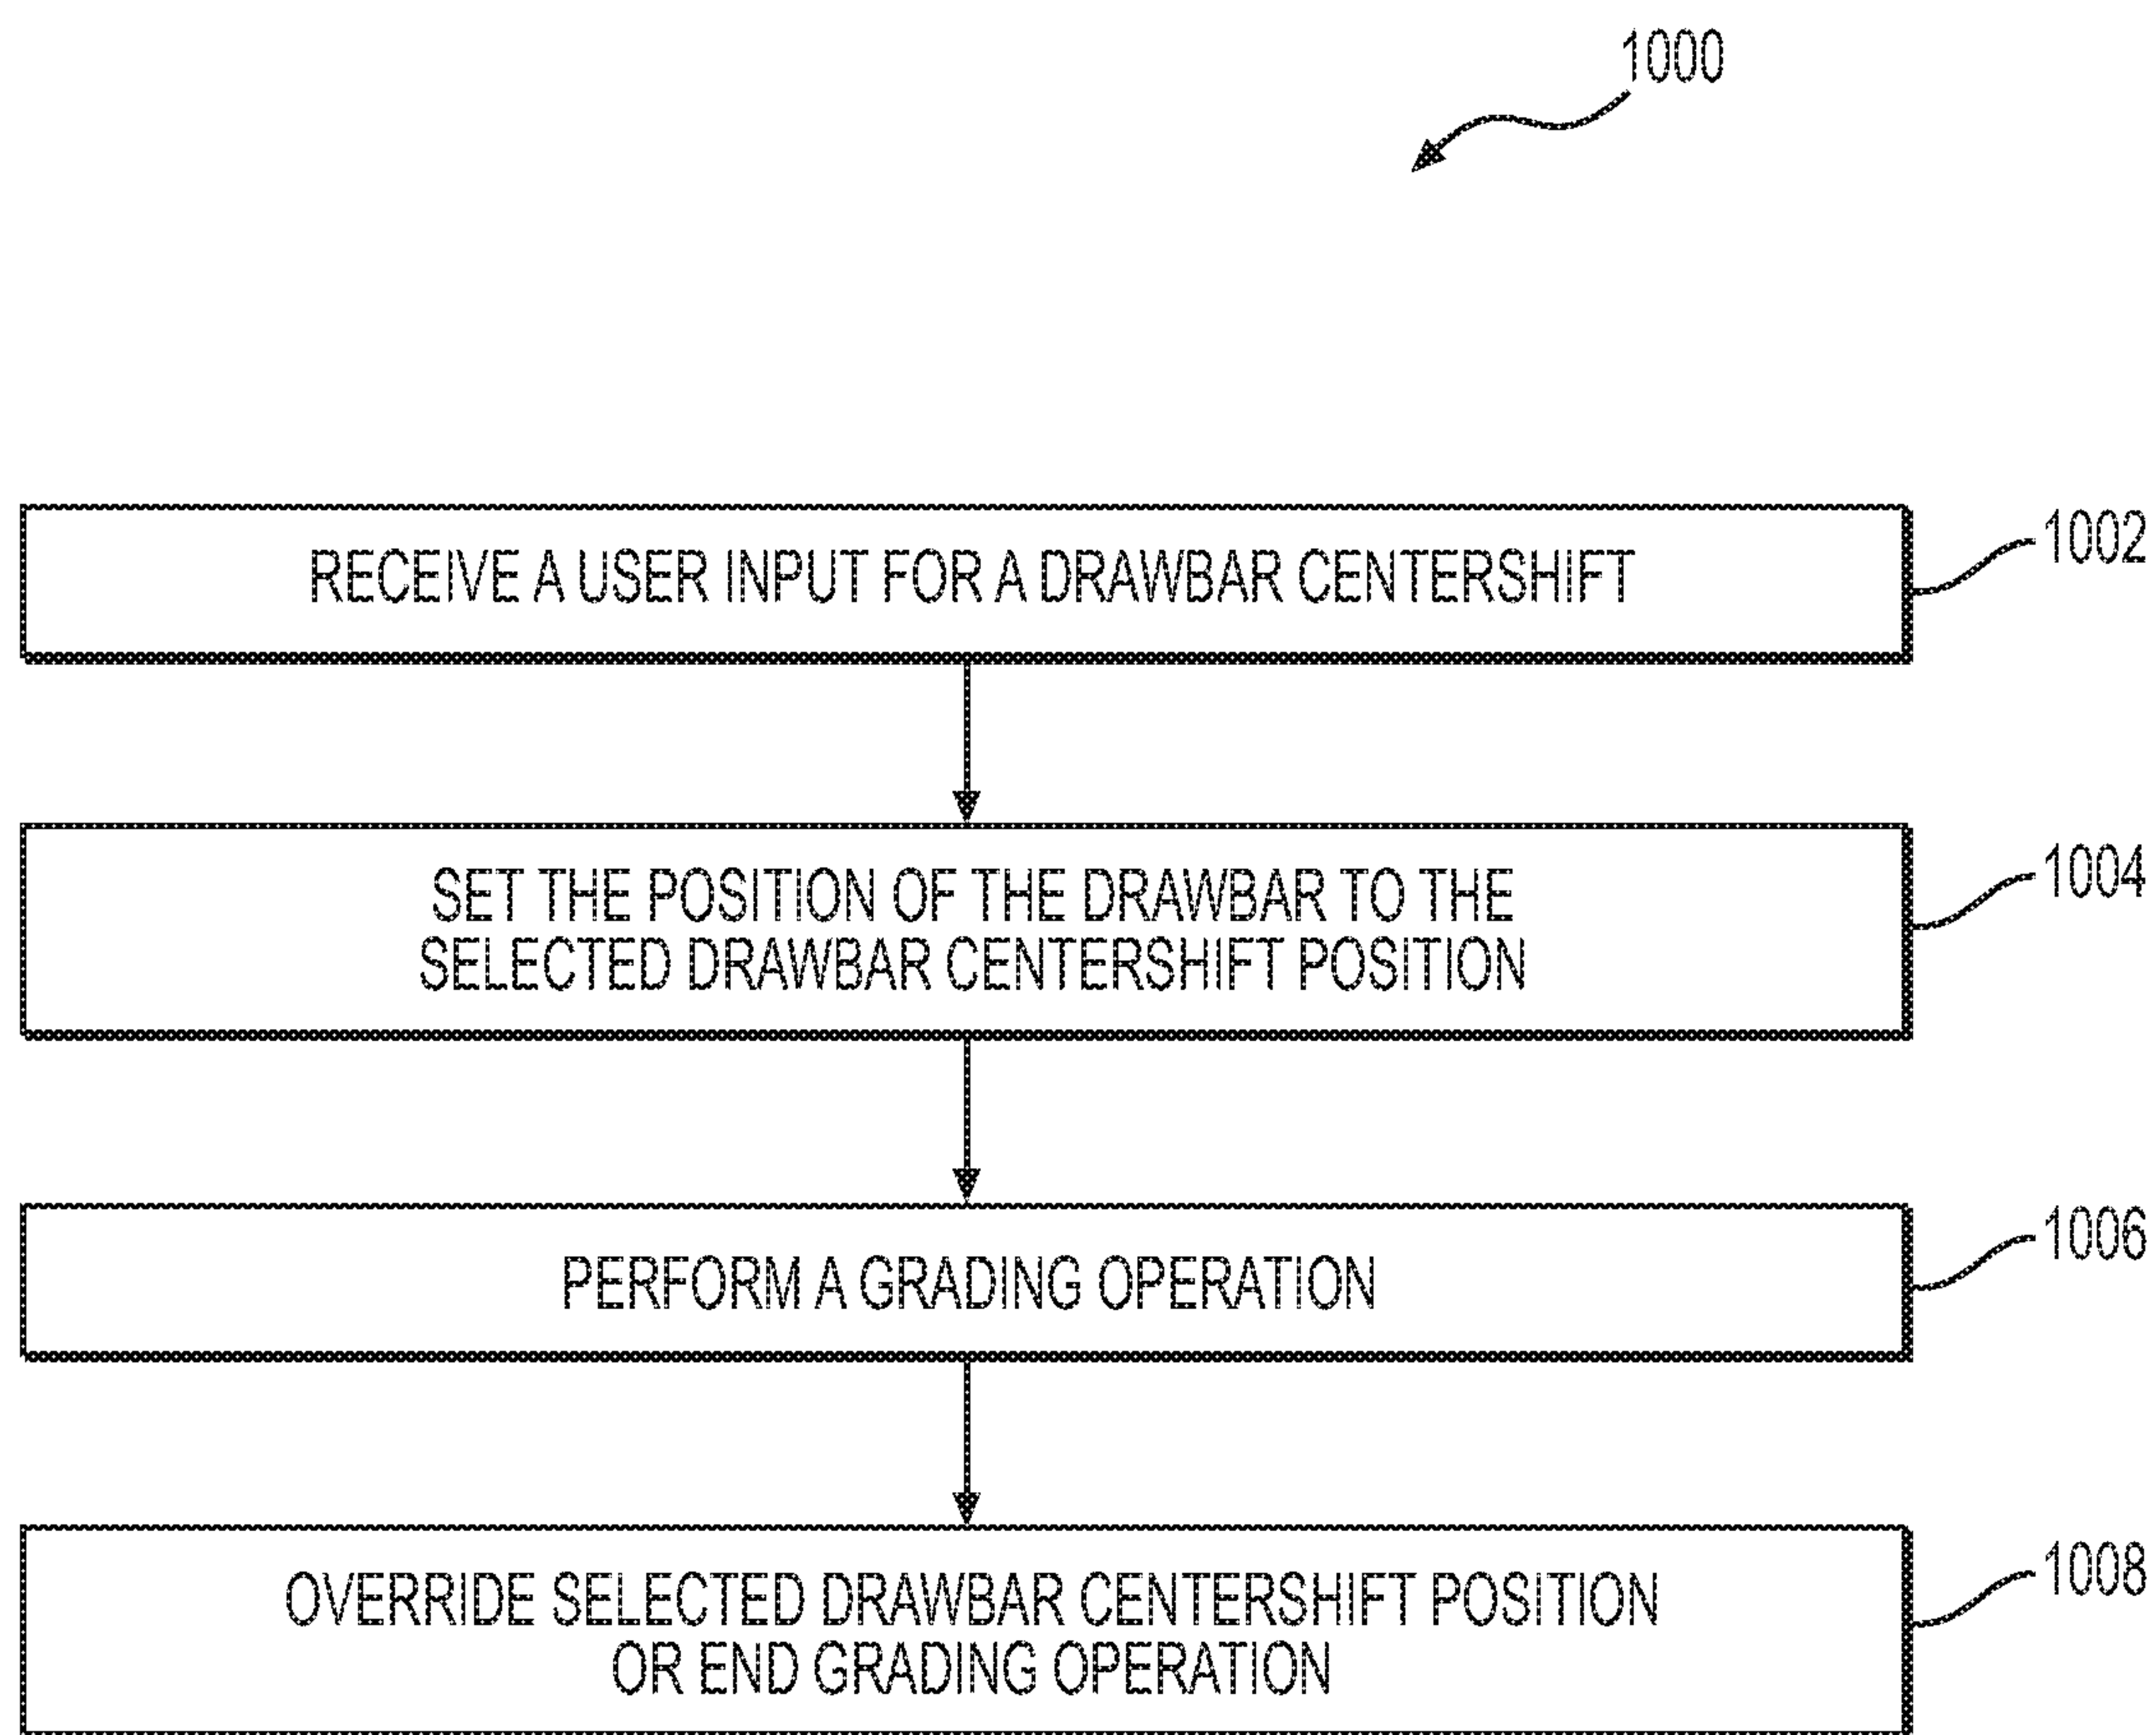 1000
RECEIVE A USER INPUT FOR A DRAWBAR CENTERSHIFT
1002
SET THE POSITION OF THE DRAWBAR TO THE
SELECTED DRAWBAR CENTERSHIFT POSITION
1004
PERFORM A GRADING OPERATION
1006
OVERRIDE SELECTED DRAWBAR CENTERSHIFT POSITION
OR END GRADING OPERATION
1008